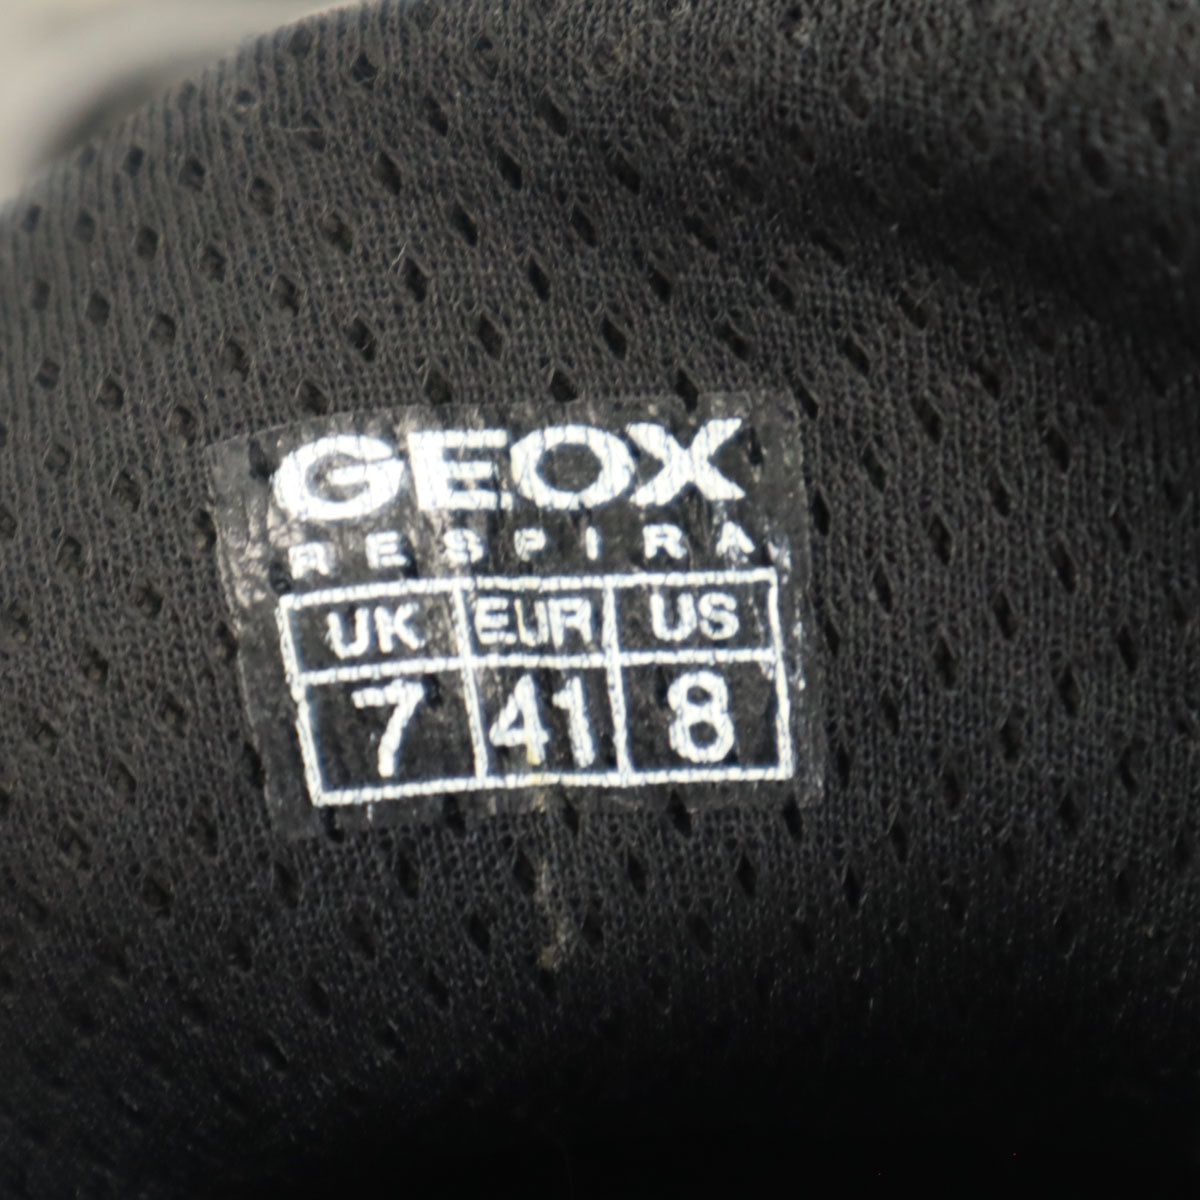 GEOX
RESPIRA
UK EUR US
7 41 8